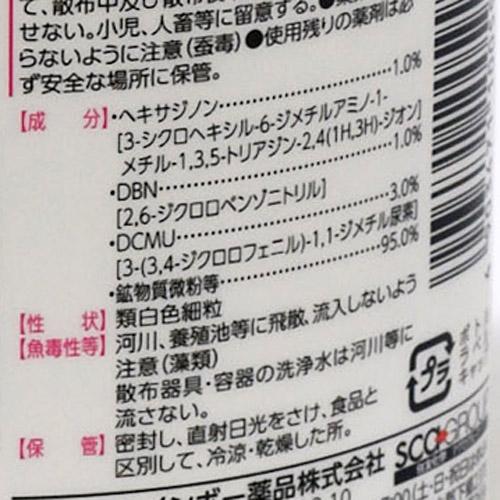 て、散布中及び散布
せない。小児、人畜等に留意する。●
らないように注意(蚕毒)●使用残りの薬剤は必
ず安全な場所に保管。
【成　分】・ヘキサジノン……………………1.0%
[3-シクロヘキシル-6-ジメチルアミノ-1-
メチル-1,3,5-トリアジン-2,4(1H,3H)-ジオン]
・DBN……………………………1.0%
[2,6-ジクロロベンゾニトリル]
・DCMU…………………………3.0%
[3-(3,4-ジクロロフェニル)-1,1-ジメチル尿素]
・鉱物質微粉等……………………95.0%
【性　状】類白色細粒
【魚毒性等】河川、養殖池等に飛散、流入しないよう
注意(藻類)
散布器具・容器の洗浄水は河川等に
流さない。
【保　管】密封し、直射日光をさけ、食品と
区別して、冷涼・乾燥した所。
プラ
ボー薬品株式会社
SCG GROUP